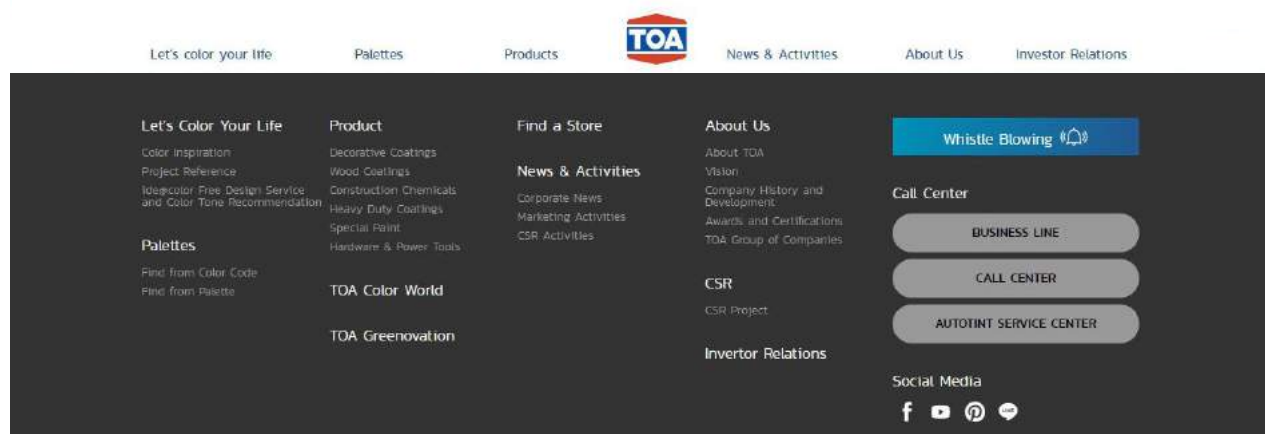 Let's color your life
Palettes
Products
TOA
News & Activities
About Us
Investor Relations
Let's Color Your Life
Color Inspiration
Project Reference
Ideacolor Free Design Service
and Color Tone Recommendation
Palettes
Find from Color Code
Find from Palette
Product
Decorative Coatings
Wood Coatings
Construction Chemicals
Heavy Duty Coatings
Special Paint
Hardware & Power Tools
TOA Color World
TOA Greenovation
Find a Store
News & Activities
Corporate News
Marketing Activities
CSR Activities
About Us
About TOA
Vision
Company History and
Development
Awards and Certifications
TOA Group of Companies
CSR
CSR Project
Invertor Relations
Whistle Blowing
Call Center
BUSINESS LINE
CALL CENTER
AUTOTINT SERVICE CENTER
Social Media